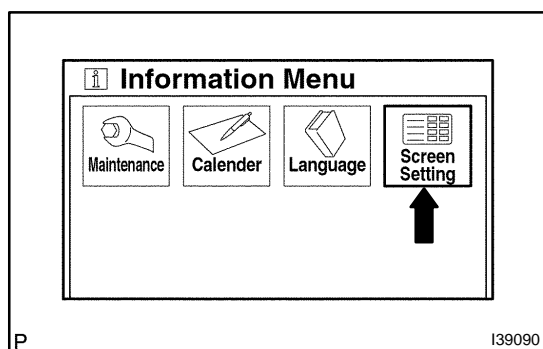 i Information Menu
Maintenance
Calender
Language
Screen
Setting
P
I39090